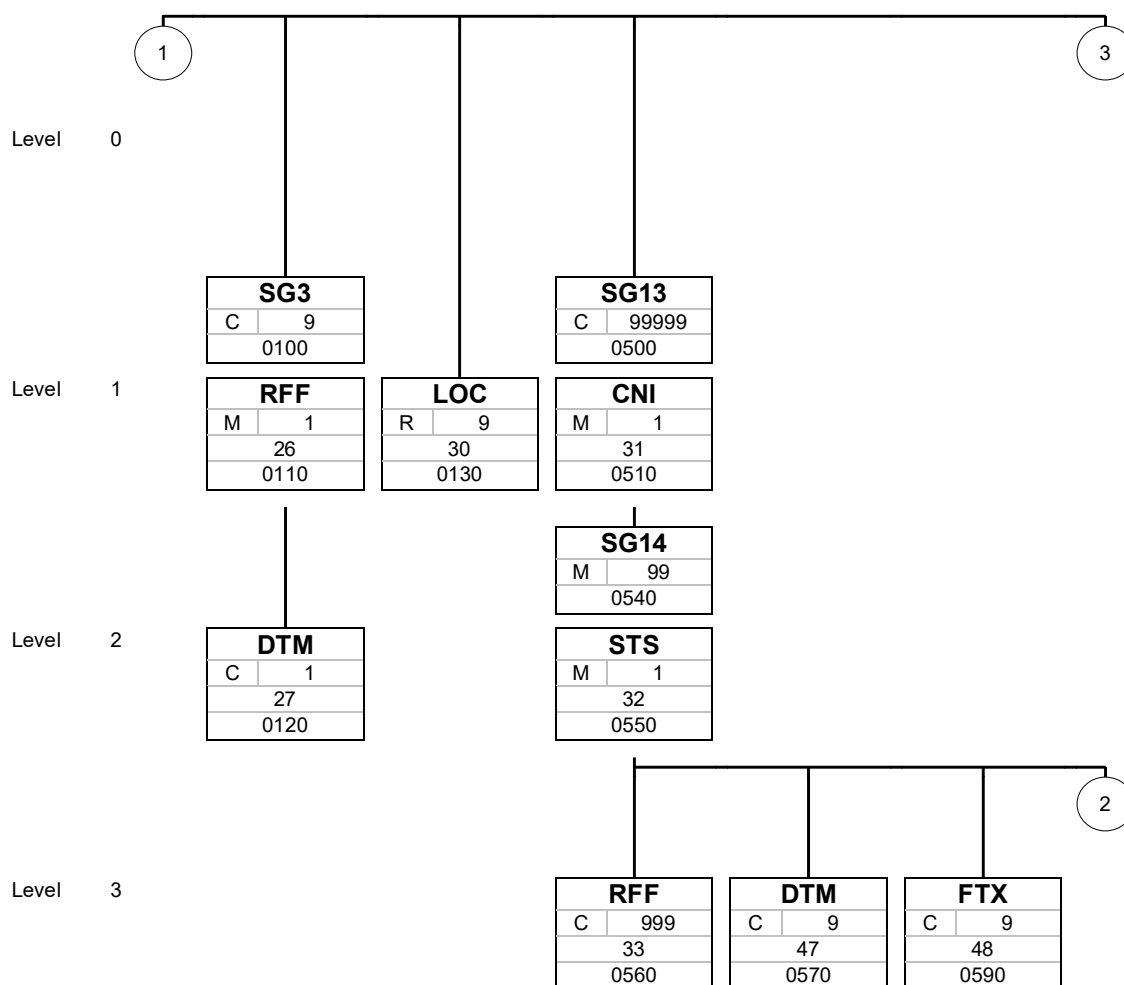 1
3
Level 0
SG3
C 9
0100
SG13
C 99999
0500
Level 1
RFF
M 1
26
0110
LOC
R 9
30
0130
CNI
M 1
31
0510
SG14
M 99
0540
Level 2
DTM
C 1
27
0120
STS
M 1
32
0550
2
Level 3
RFF
C 999
33
0560
DTM
C 9
47
0570
FTX
C 9
48
0590